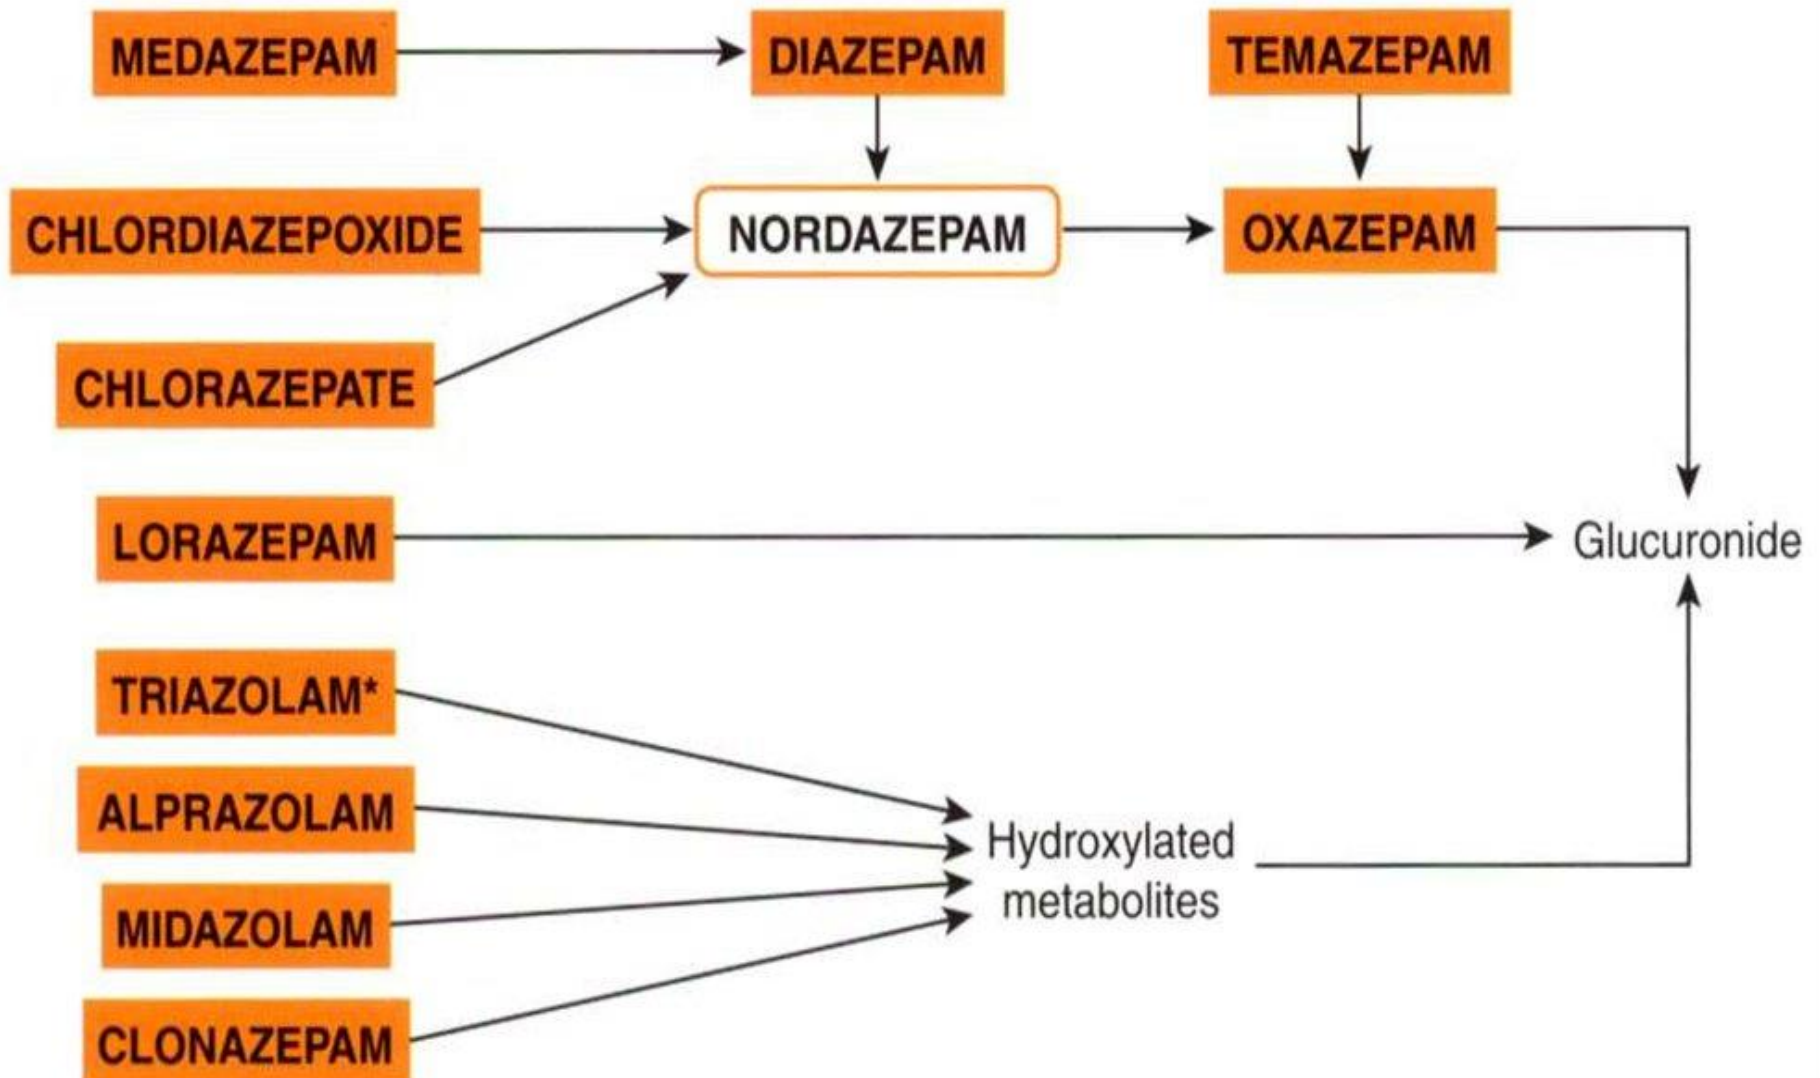 MEDAZEPAM
DIAZEPAM
TEMAZEPAM
CHLORDIAZEPOXIDE
NORDAZEPAM
OXAZEPAM
CHLORAZEPATE
LORAZEPAM
Glucuronide
TRIAZOLAM*
ALPRAZOLAM
Hydroxylated
metabolites
MIDAZOLAM
CLONAZEPAM